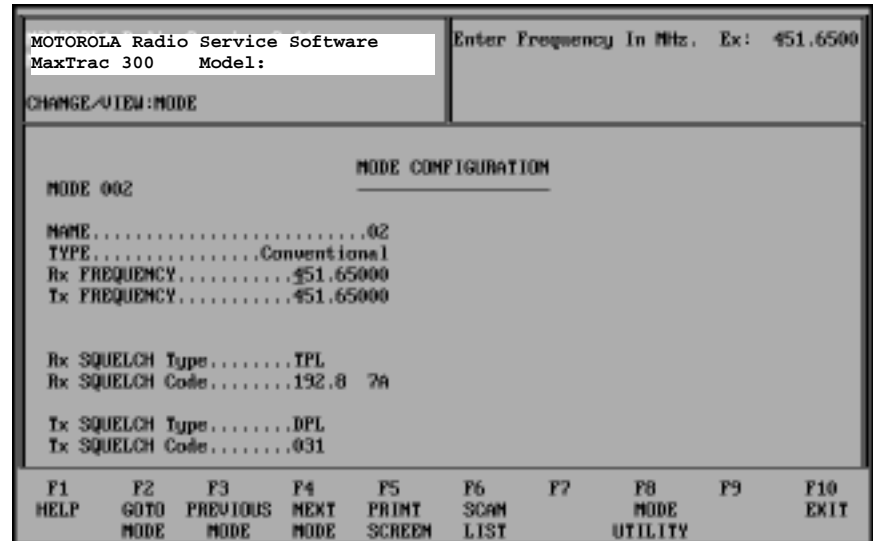 MOTOROLA Radio Service Software
MaxTrac 300 Model:
CHANGE/VIEW:MODE
Enter Frequency In MHz. Ex: 451.6500
MODE CONFIGURATION
MODE 002
NAME..........................02
TYPE................Conventional
Rx FREQUENCY...........451.65000
Tx FREQUENCY...........451.65000
Rx SQUELCH Type........TPL
Rx SQUELCH Code........192.8 7A
Tx SQUELCH Type........DPL
Tx SQUELCH Code........031
F1 F2 F3 F4 F5 F6 F7 F8 F9 F10
HELP GOTO PREVIOUS NEXT PRINT SCAN MODE EXIT
MODE MODE MODE SCREEN LIST UTILITY